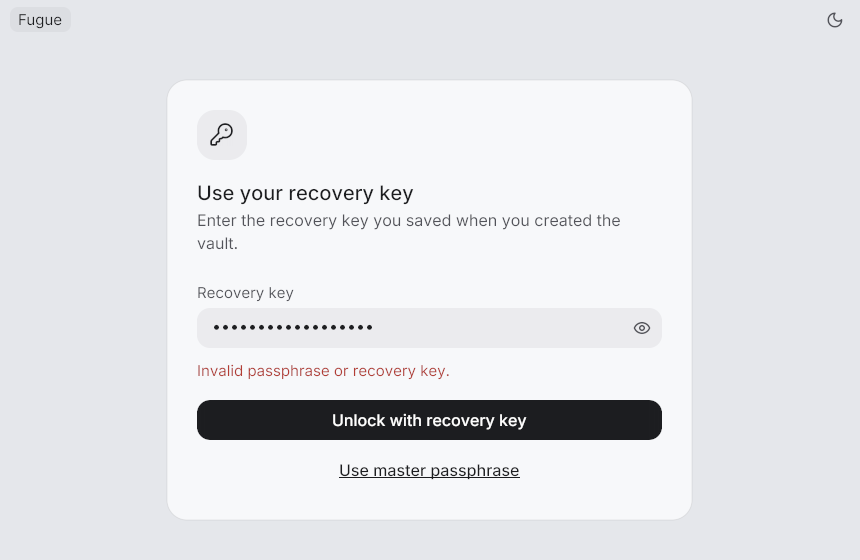 Fugue
Use your recovery key
Enter the recovery key you saved when you created the
vault.
Recovery key
••••••••••••••••••
Invalid passphrase or recovery key.
Unlock with recovery key
Use master passphrase